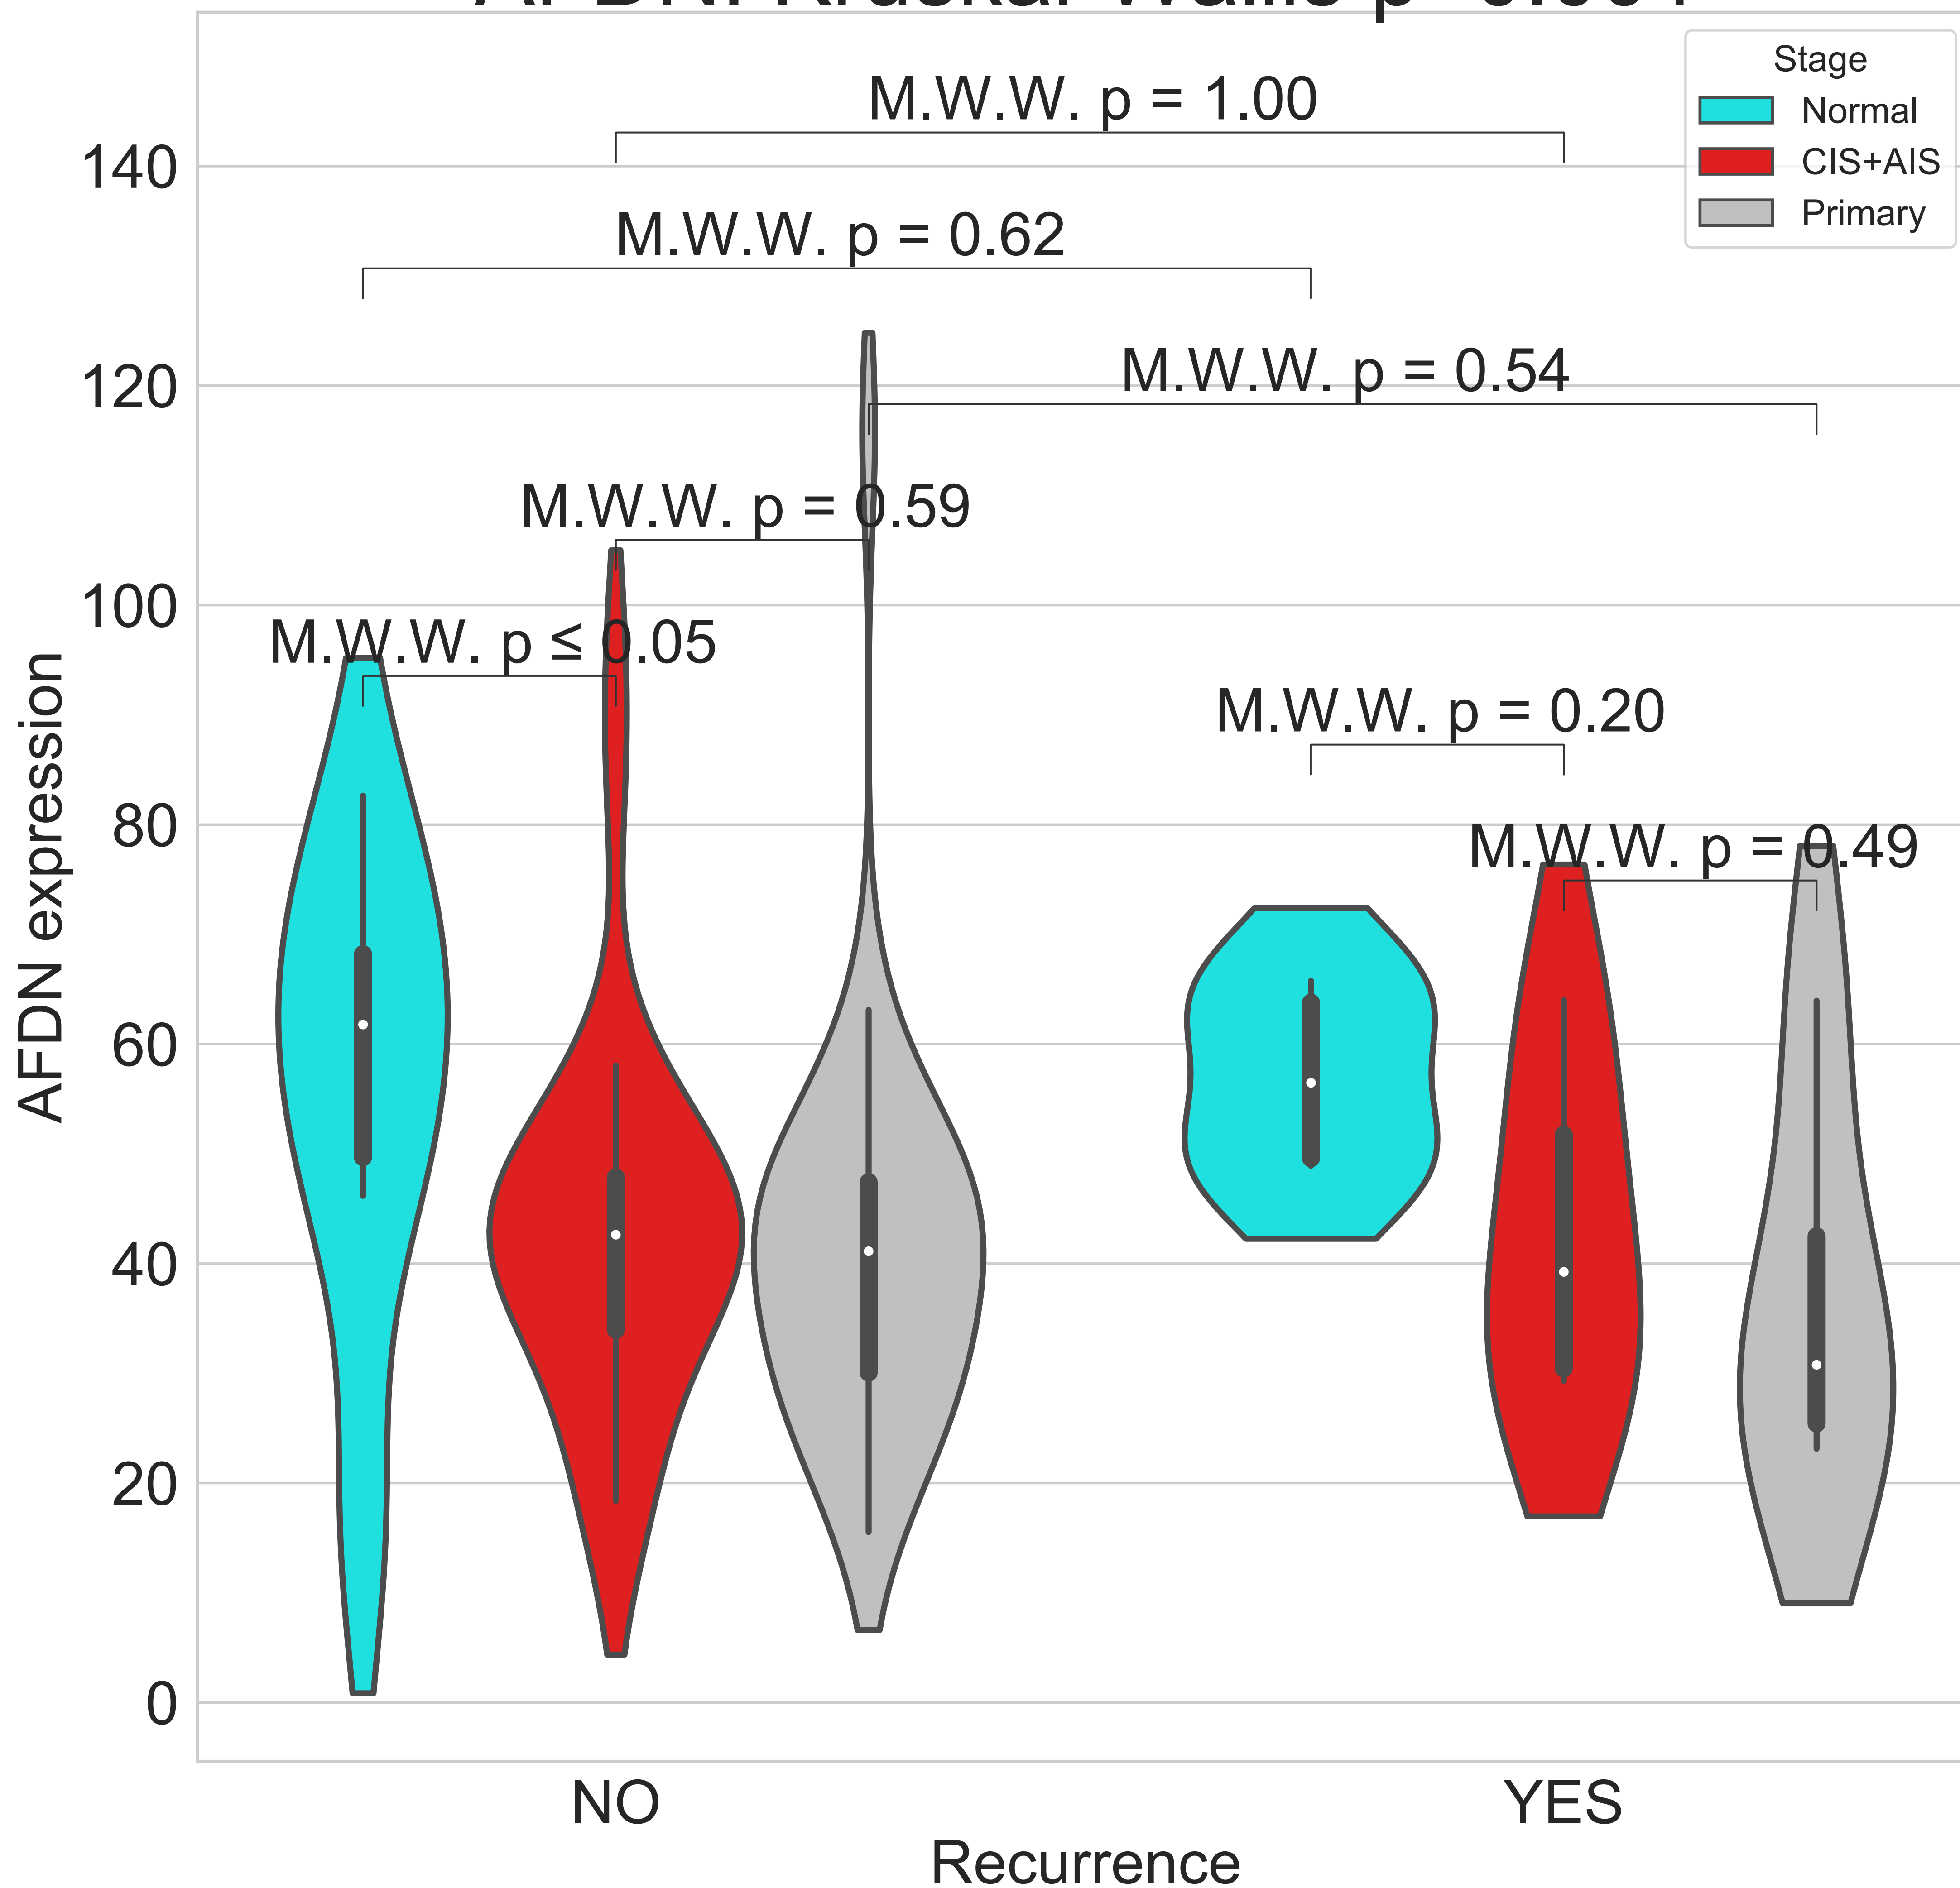 Stage
Normal
CIS+AIS
Primary
M.W.W. p = 1.00
M.W.W. p = 0.62
M.W.W. p = 0.54
M.W.W. p = 0.59
M.W.W. p ≤ 0.05
M.W.W. p = 0.20
M.W.W. p = 0.49
140
120
100
80
60
40
20
0
AFDN expression
NO
YES
Recurrence